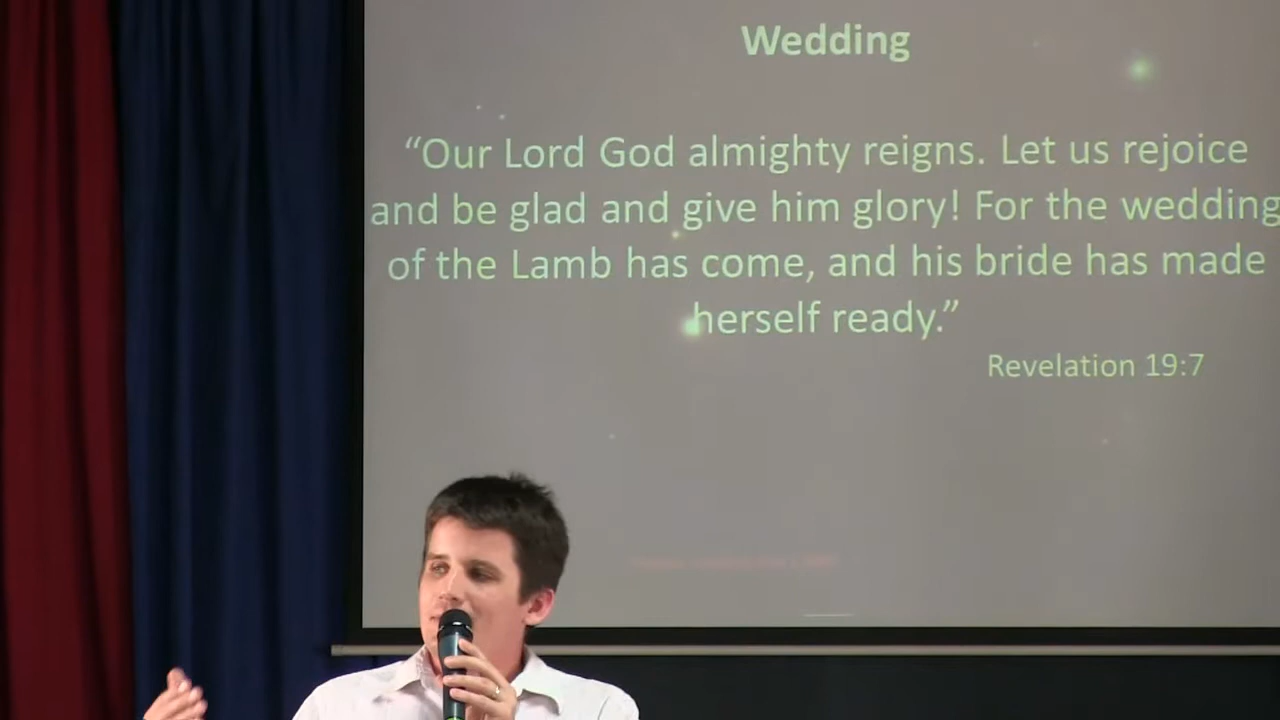 Wedding
“Our Lord God almighty reigns. Let us rejoice
and be glad and give him glory! For the wedding
of the Lamb has come, and his bride has made
herself ready.”
Revelation 19:7